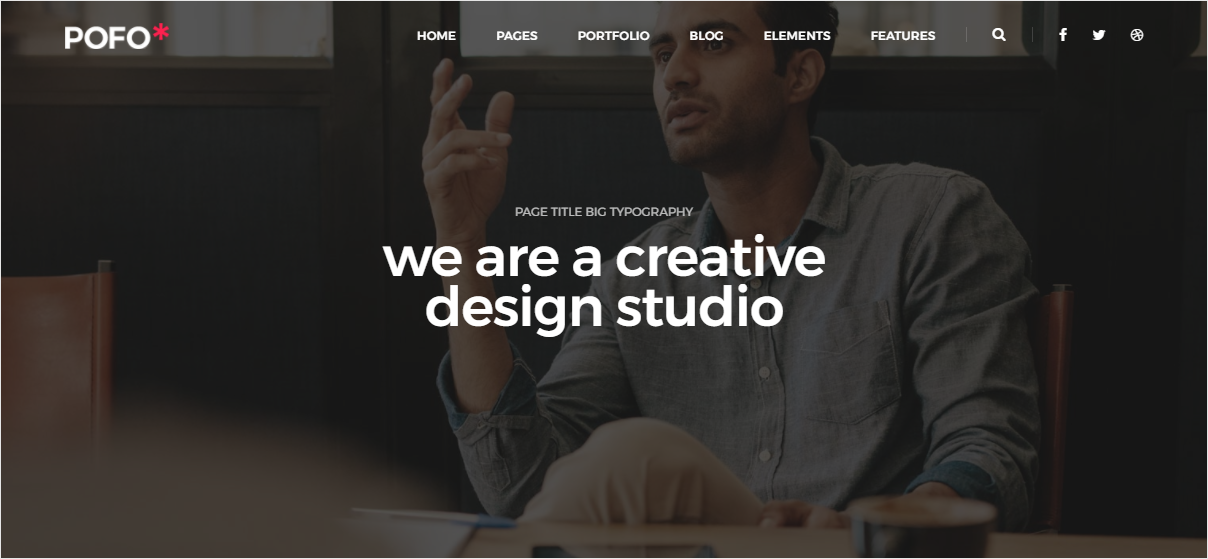 POFO*
HOME PAGES PORTFOLIO BLOG ELEMENTS FEATURES
PAGE TITLE BIG TYPOGRAPHY
we are a creative
design studio